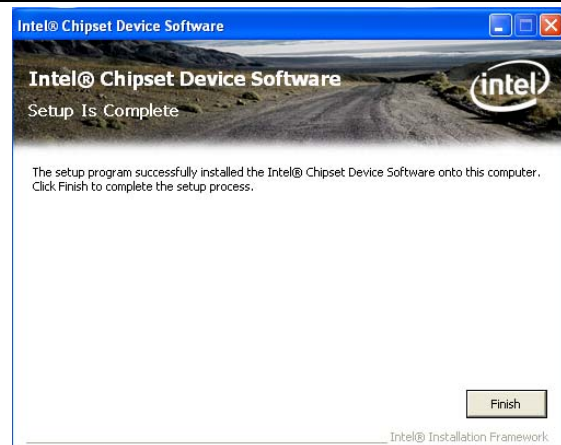 Intel® Chipset Device Software
Intel® Chipset Device Software
Setup Is Complete
intel
The setup program successfully installed the Intel® Chipset Device Software onto this computer.
Click Finish to complete the setup process.
Finish
Intel® Installation Framework